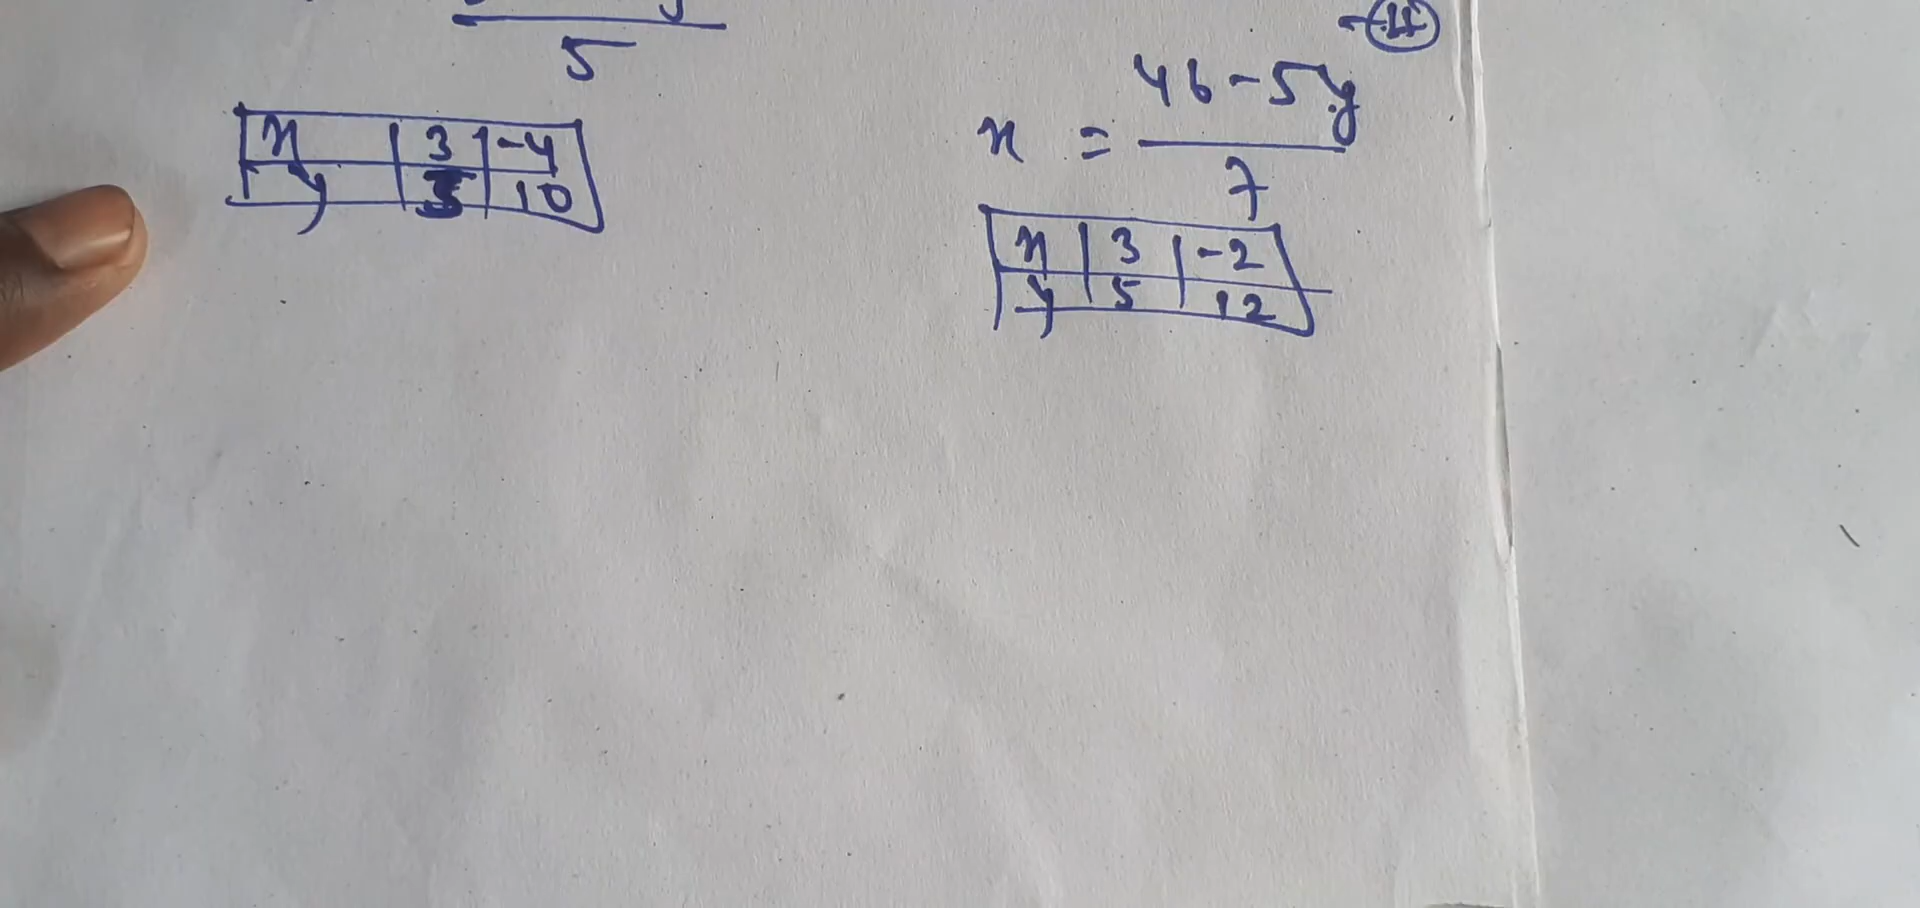 5
x | 3 | -4
y | 5 | 10
-(II)
x = (46-5y)/7
x | 3 | -2
y | 5 | 12